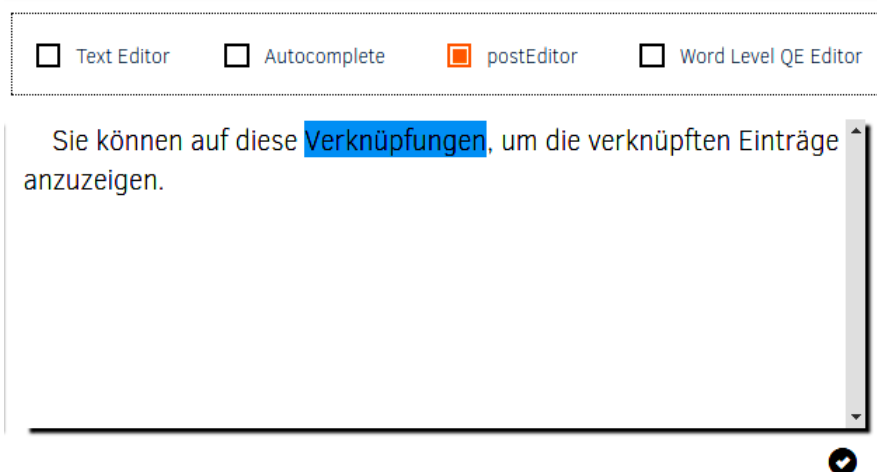 Text Editor Autocomplete postEditor Word Level QE Editor
Sie können auf diese Verknüpfungen, um die verknüpften Einträge
anzuzeigen.